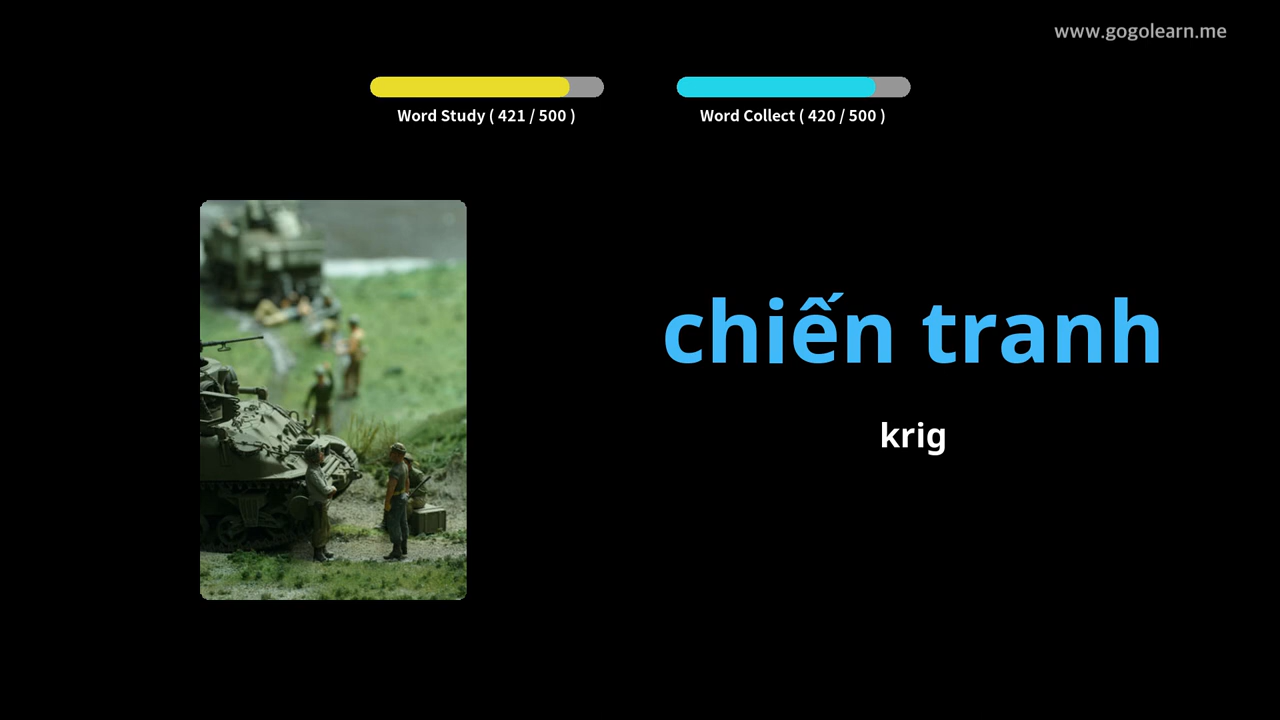 www.gogolearn.me
Word Study ( 421 / 500 )
Word Collect ( 420 / 500 )
chiến tranh
krig